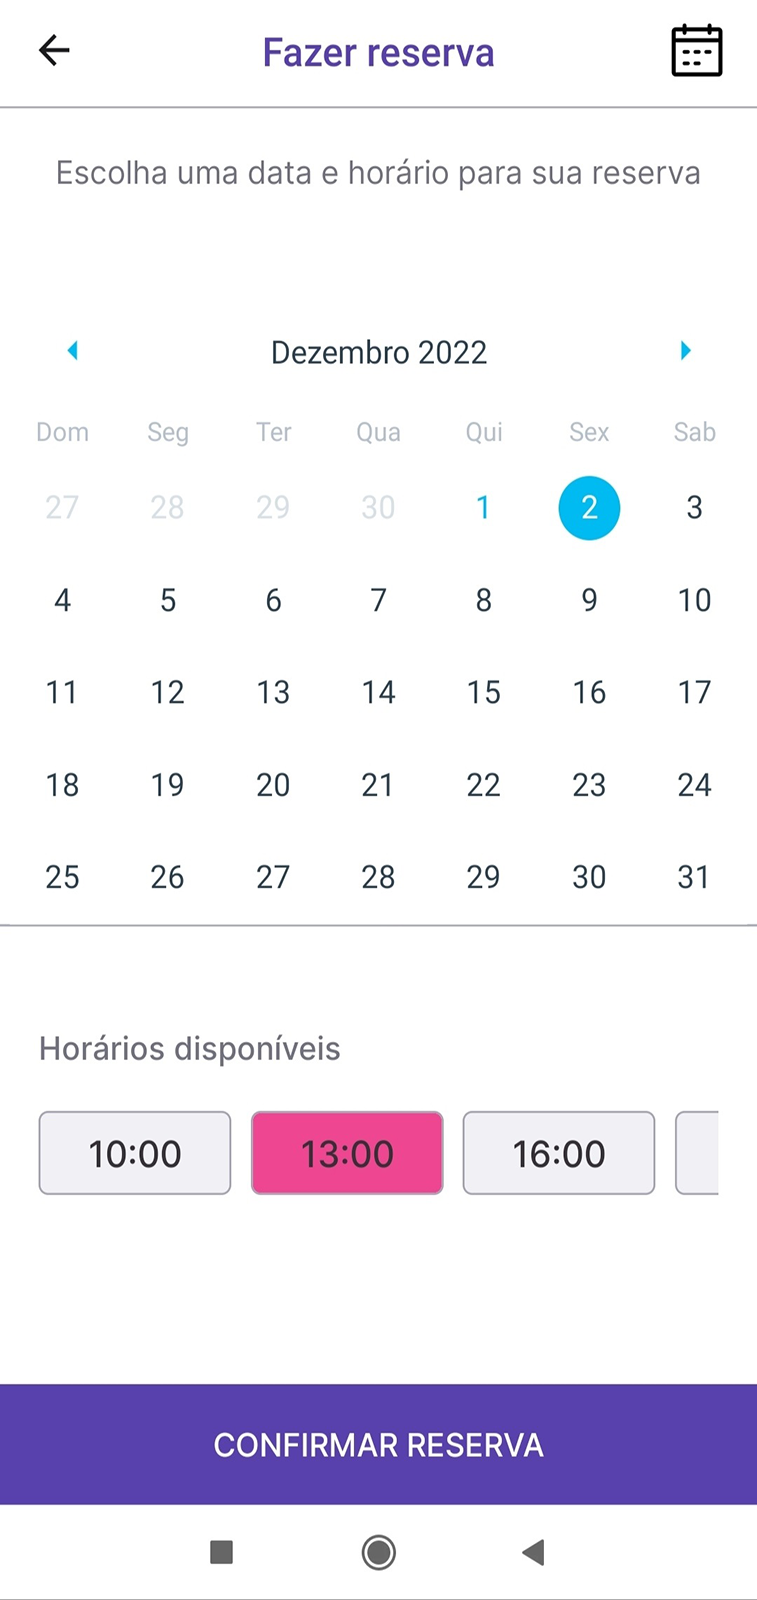 Fazer reserva
Escolha uma data e horário para sua reserva
Dezembro 2022
Dom Seg Ter Qua Qui Sex Sab
27 28 29 30 1 2 3
4 5 6 7 8 9 10
11 12 13 14 15 16 17
18 19 20 21 22 23 24
25 26 27 28 29 30 31
Horários disponíveis
10:00 13:00 16:00
CONFIRMAR RESERVA